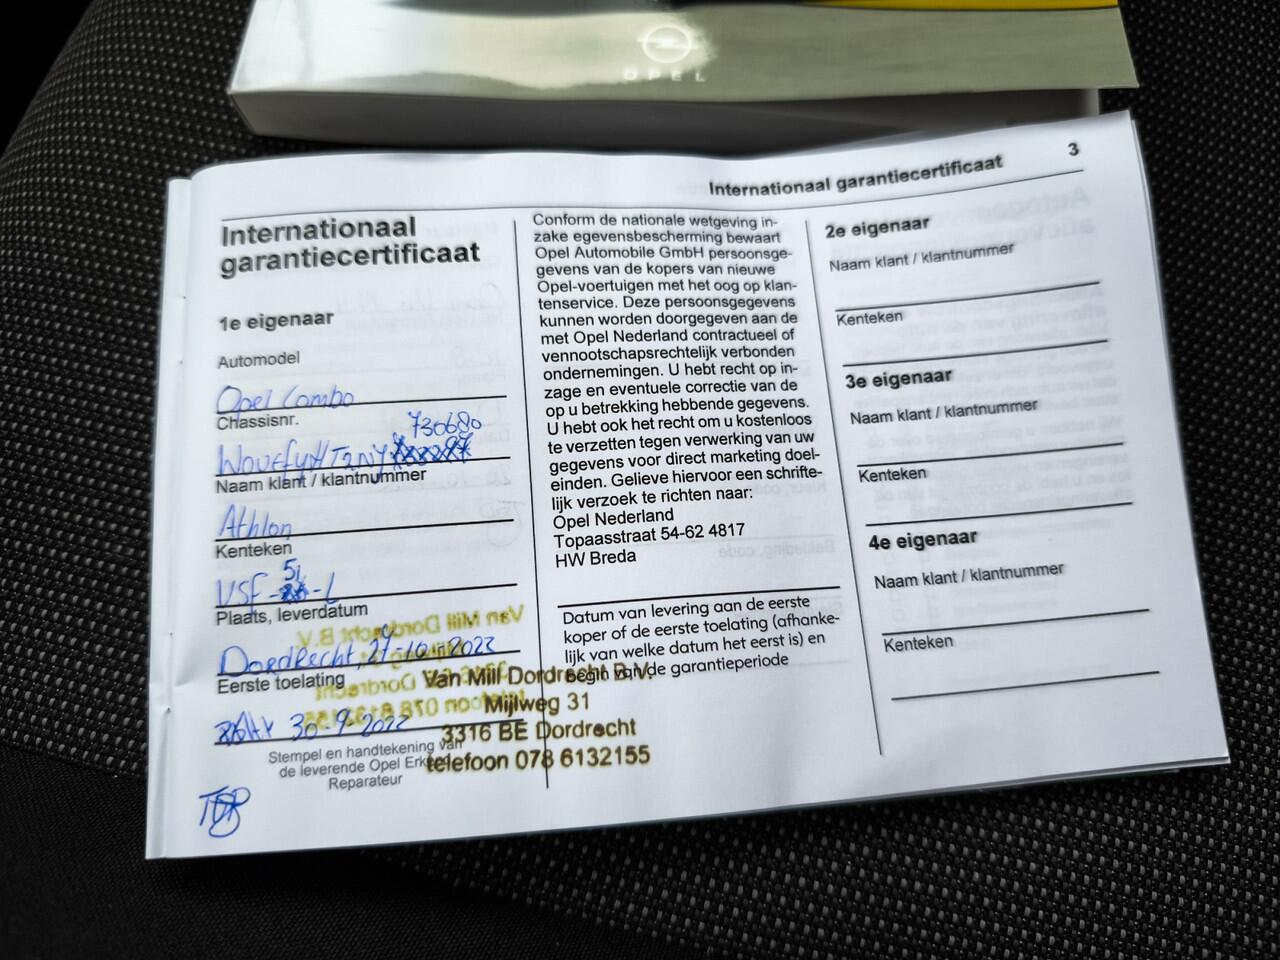 OPEL
Internationaal garantiecertificaat 3
Internationaal
garantiecertificaat
1e eigenaar
Automodel
Opel Combo
Chassisnr.
730680
Naam klant / klantnummer
Athlon
Kenteken
51
VSF - -L
Plaats, leverdatum
Dordrecht, -10-2022
Eerste toelating
30-9-2022
Stempel en handtekening van
de leverende Opel Erkend
Reparateur
Conform de nationale wetgeving in-
zake egevensbescherming bewaart
Opel Automobile GmbH persoonsge-
gevens van de kopers van nieuwe
Opel-voertuigen met het oog op klan-
tenservice. Deze persoonsgegevens
kunnen worden doorgegeven aan de
met Opel Nederland contractueel of
vennootschapsrechtelijk verbonden
ondernemingen. U hebt recht op in-
zage en eventuele correctie van de
op u betrekking hebbende gegevens.
U hebt ook het recht om u kostenloos
te verzetten tegen verwerking van uw
gegevens voor direct marketing doel-
einden. Gelieve hiervoor een schrifte-
lijk verzoek te richten naar:
Opel Nederland
Topaasstraat 54-62 4817
HW Breda
Datum van levering aan de eerste
koper of de eerste toelating (afhanke-
lijk van welke datum het eerst is) en
begin van de garantieperiode
Van Mill Dordrecht B.V.
Mijlweg 31
3316 BE Dordrecht
telefoon 078 6132155
2e eigenaar
Naam klant / klantnummer
Kenteken
3e eigenaar
Naam klant / klantnummer
Kenteken
4e eigenaar
Naam klant / klantnummer
Kenteken